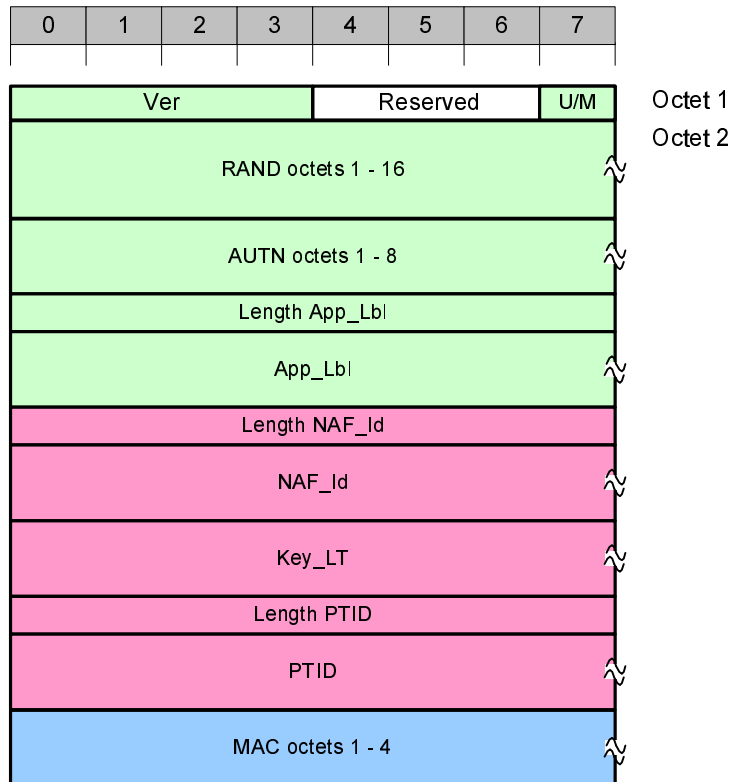 0 1 2 3 4 5 6 7
Ver Reserved U/M Octet 1
Octet 2
RAND octets 1 - 16
AUTN octets 1 - 8
Length App_Lbl
App_Lbl
Length NAF_Id
NAF_Id
Key_LT
Length PTID
PTID
MAC octets 1 - 4